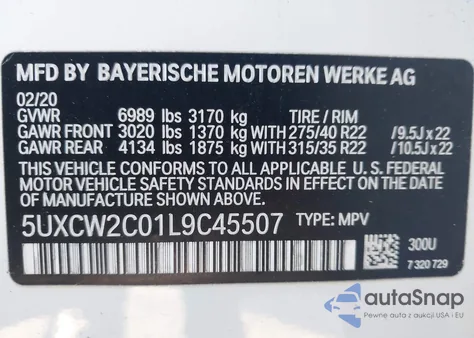 MFD BY BAYERISCHE MOTOREN WERKE AG
02/20
GVWR 6989 lbs 3170 kg TIRE / RIM
GAWR FRONT 3020 lbs 1370 kg WITH 275/40 R22 /9.5J x 22
GAWR REAR 4134 lbs 1875 kg WITH 315/35 R22 /10.5J x 22
THIS VEHICLE CONFORMS TO ALL APPLICABLE U. S. FEDERAL
MOTOR VEHICLE SAFETY STANDARDS IN EFFECT ON THE DATE
OF MANUFACTURE SHOWN ABOVE.
5UXCW2C01L9C45507 TYPE: MPV
300U
7 320 729
autoSnap
Pewne auta z aukcji USA i EU